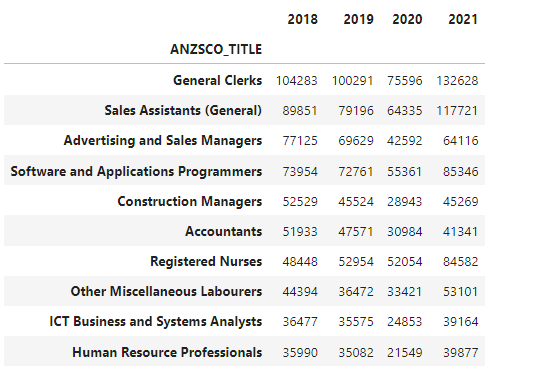 2018 2019 2020 2021
ANZSCO_TITLE
General Clerks 104283 100291 75596 132628
Sales Assistants (General) 89851 79196 64335 117721
Advertising and Sales Managers 77125 69629 42592 64116
Software and Applications Programmers 73954 72761 55361 85346
Construction Managers 52529 45524 28943 45269
Accountants 51933 47571 30984 41341
Registered Nurses 48448 52954 52054 84582
Other Miscellaneous Labourers 44394 36472 33421 53101
ICT Business and Systems Analysts 36477 35575 24853 39164
Human Resource Professionals 35990 35082 21549 39877